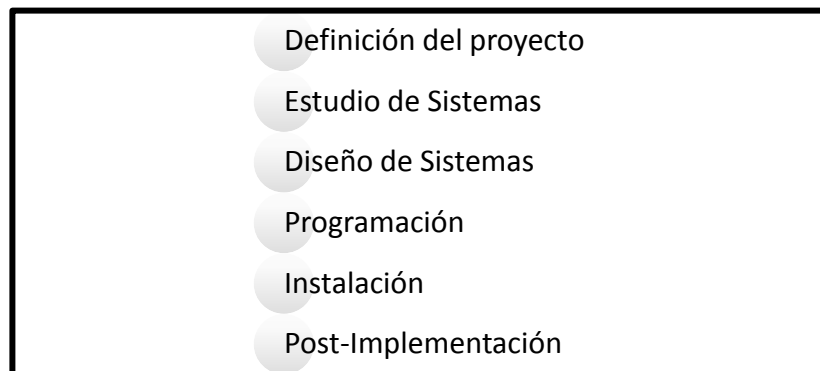 Definición del proyecto
Estudio de Sistemas
Diseño de Sistemas
Programación
Instalación
Post-Implementación